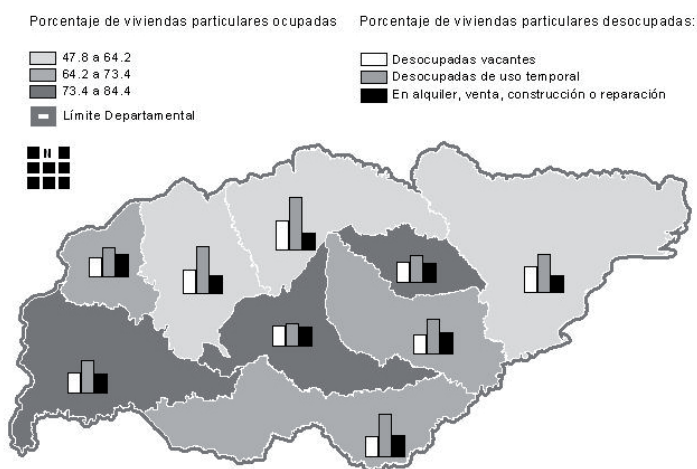 Porcentaje de viviendas particulares ocupadas
47.8 a 64.2
64.2 a 73.4
73.4 a 84.4
Límite Departamental
Porcentaje de viviendas particulares desocupadas:
Desocupadas vacantes
Desocupadas de uso temporal
En alquiler, venta, construcción o reparación
N